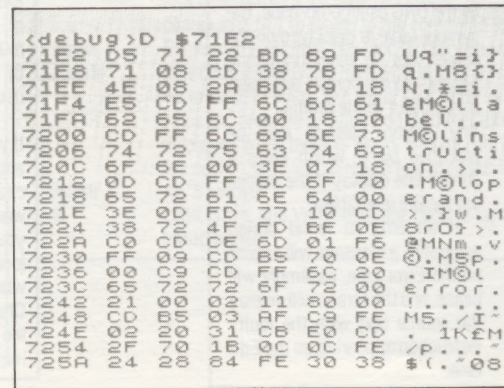 <debug>D $71E2
71E2 D5 71 22 BD 69 FD Uq"=i}
71E8 71 08 CD 38 7B FD q.M8{}
71EE 4E 08 2A BD 69 18 N.*=i.
71F4 E5 CD FF 6C 6C 61 eM©lla
71FA 62 65 6C 00 18 20 bel..
7200 CD FF 6C 69 6E 73 M©lins
7206 74 72 75 63 74 69 tructi
720C 6F 6E 00 3E 07 18 on.>..
7212 0D CD FF 6C 6F 70 .M©lop
7218 65 72 61 6E 64 00 erand.
721E 3E 0D FD 77 10 CD >.}w.M
7224 38 72 4F FD BE 0E 8rO}>.
722A C0 CD CE 6D 01 F6 @MNm.v
7230 FF 09 CD B5 70 0E ©.M5p.
7236 00 C9 CD FF 6C 20 .IM©l
723C 65 72 72 6F 72 00 error.
7242 21 00 02 11 80 00 !.....
7248 CD B5 03 AF C9 FE M5./I~
724E 02 20 31 CB E0 CD . 1K£M
7254 2F 70 1B 0C 0C FE /p...~
725A 24 28 84 FE 30 38 $(.~08